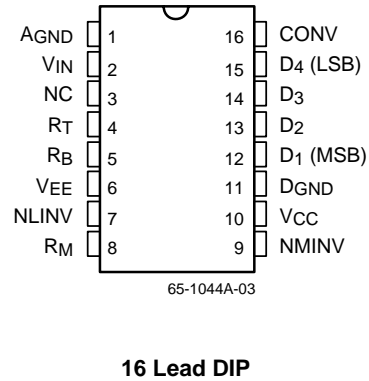 AGND 1 16 CONV
VIN 2 15 D4 (LSB)
NC 3 14 D3
RT 4 13 D2
RB 5 12 D1 (MSB)
VEE 6 11 DGND
NLINV 7 10 VCC
RM 8 9 NMINV
65-1044A-03
16 Lead DIP